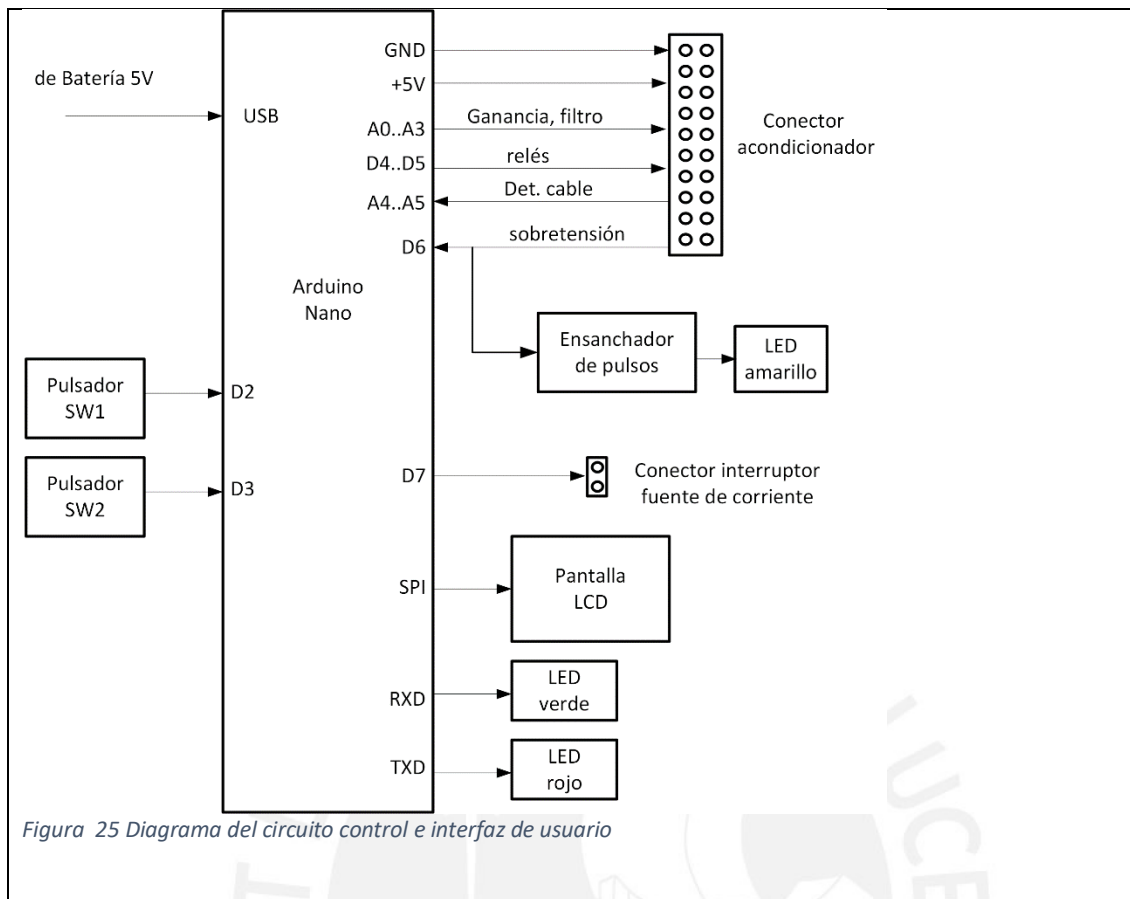 GND
de Batería 5V
+5V
USB
A0..A3
Ganancia, filtro
Conector
acondicionador
D4..D5
relés
A4..A5
Det. cable
D6
sobretensión
Arduino
Nano
Ensanchador
de pulsos
LED
amarillo
Pulsador
SW1
D2
Pulsador
SW2
D3
D7
Conector interruptor
fuente de corriente
SPI
Pantalla
LCD
RXD
LED
verde
TXD
LED
rojo
Figura 25 Diagrama del circuito control e interfaz de usuario